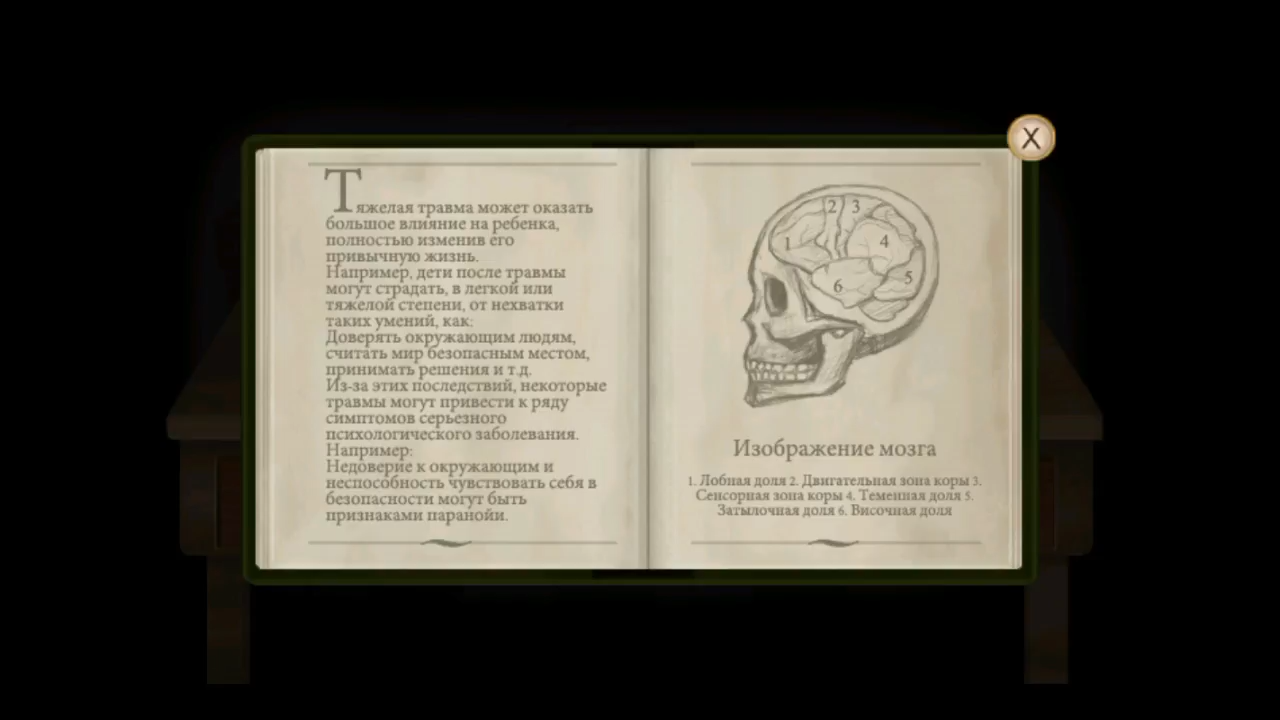 Тяжелая травма может оказать
большое влияние на ребенка,
полностью изменив его
привычную жизнь.
Например, дети после травмы
могут страдать, в легкой или
тяжелой степени, от нехватки
таких умений, как:
Доверять окружающим людям,
считать мир безопасным местом,
принимать решения и т.д.
Из-за этих последствий, некоторые
травмы могут привести к ряду
симптомов серьезного
психологического заболевания.
Например:
Недоверие к окружающим и
неспособность чувствовать себя в
безопасности могут быть
признаками паранойи.
X
2 3
1
4
5
6
Изображение мозга
1. Лобная доля 2. Двигательная зона коры 3.
Сенсорная зона коры 4. Теменная доля 5.
Затылочная доля 6. Височная доля